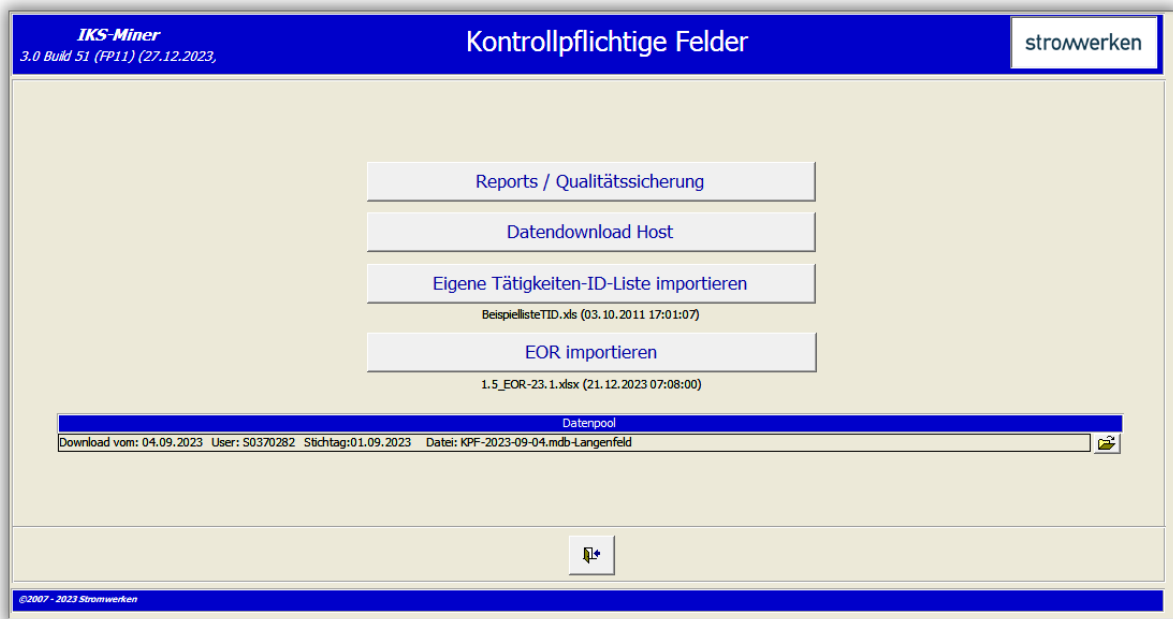 IKS-Miner
3.0 Build 51 (FP11) (27.12.2023,
Kontrollpflichtige Felder
stromwerken
Reports / Qualitätssicherung
Datendownload Host
Eigene Tätigkeiten-ID-Liste importieren
BeispiellisteTID.xls (03.10.2011 17:01:07)
EOR importieren
1.5_EOR-23.1.xlsx (21.12.2023 07:08:00)
Datenpool
Download vom: 04.09.2023 User: S0370282 Stichtag:01.09.2023 Datei: KPF-2023-09-04.mdb-Langenfeld
©2007 - 2023 Stromwerken